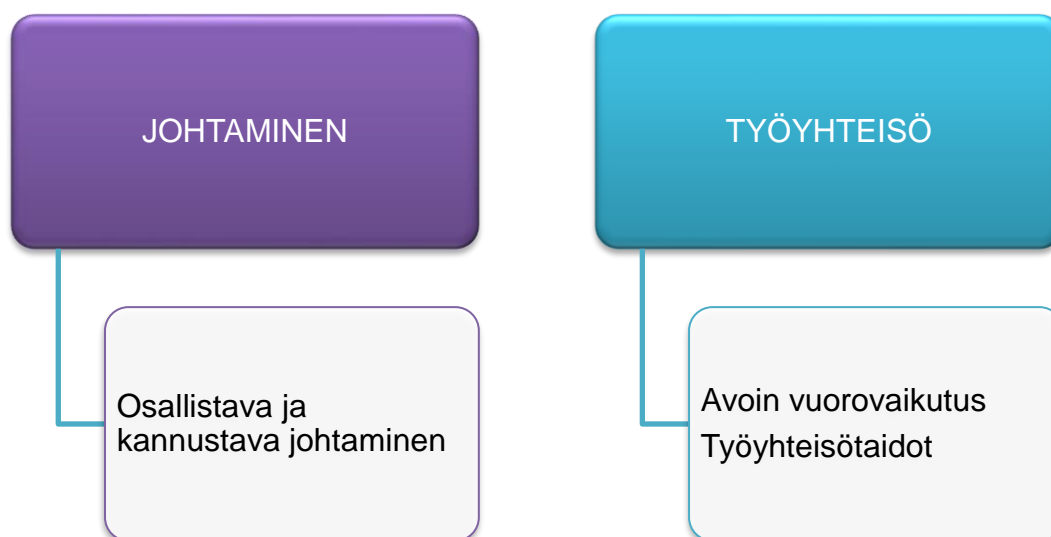 JOHTAMINEN
Osallistava ja
kannustava johtaminen
TYÖYHTEISÖ
Avoin vuorovaikutus
Työyhteisötaidot